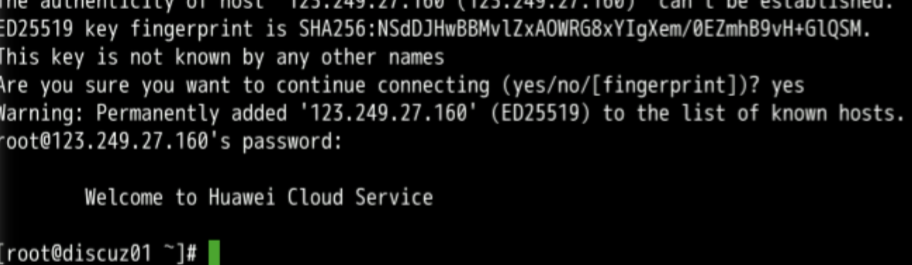 The authenticity of host '123.249.27.160 (123.249.27.160)' can't be established.
ED25519 key fingerprint is SHA256:NSdDJHwBBMvlZxAOWRG8xYIgXem/0EZmhB9vH+GlQSM.
This key is not known by any other names
Are you sure you want to continue connecting (yes/no/[fingerprint])? yes
Warning: Permanently added '123.249.27.160' (ED25519) to the list of known hosts.
root@123.249.27.160's password:
Welcome to Huawei Cloud Service
[root@discuz01 ~]#